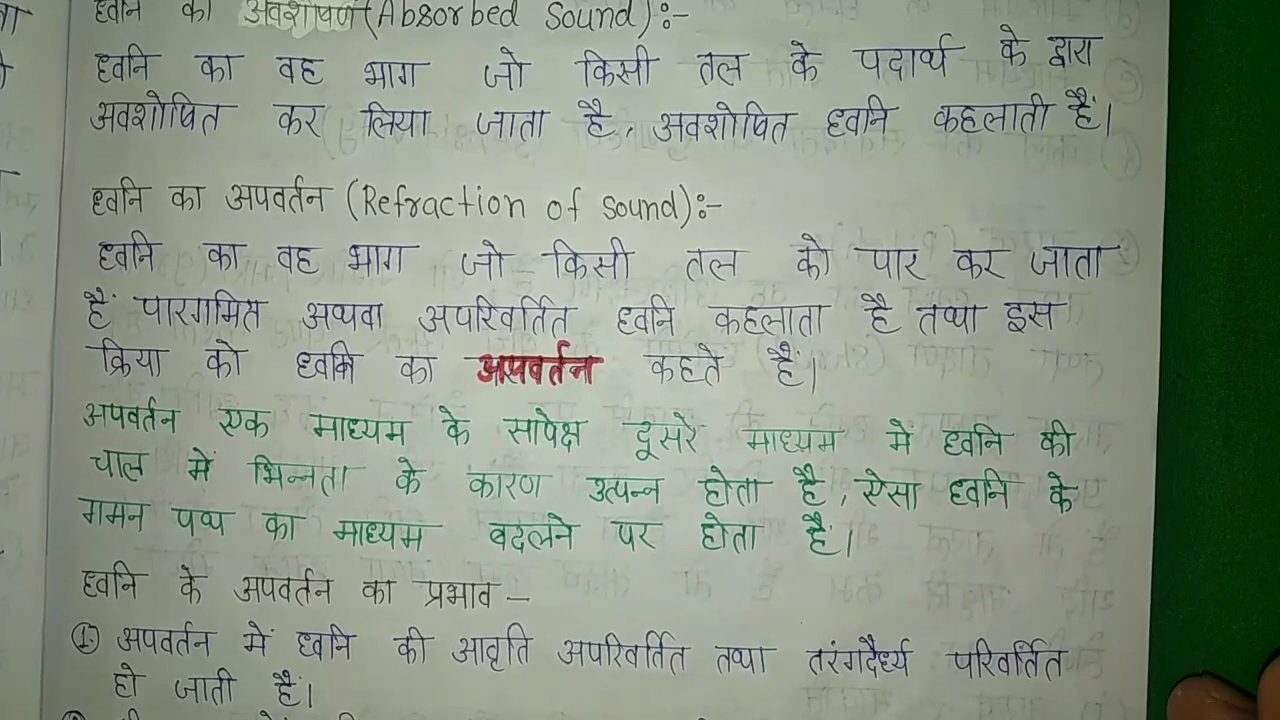 ध्वनि का अवशोषण (Absorbed Sound):-
ध्वनि का वह भाग जो किसी तल के पदार्थ के द्वारा
अवशोषित कर लिया जाता है, अवशोषित ध्वनि कहलाती हैं।
ध्वनि का अपवर्तन (Refraction of sound):-
ध्वनि का वह भाग जो किसी तल को पार कर जाता
हैं पारगमित अथवा अपरिवर्तित ध्वनि कहलाता है तथा इस
क्रिया को ध्वनि का अपवर्तन कहते हैं।
अपवर्तन एक माध्यम के सापेक्ष दूसरे माध्यम में ध्वनि की
चाल में भिन्नता के कारण उत्पन्न होता है, ऐसा ध्वनि के
गमन पथ का माध्यम बदलने पर होता हैं।
ध्वनि के अपवर्तन का प्रभाव –
① अपवर्तन में ध्वनि की आवृति अपरिवर्तित तथा तरंगदैर्ध्य परिवर्तित
हो जाती हैं।